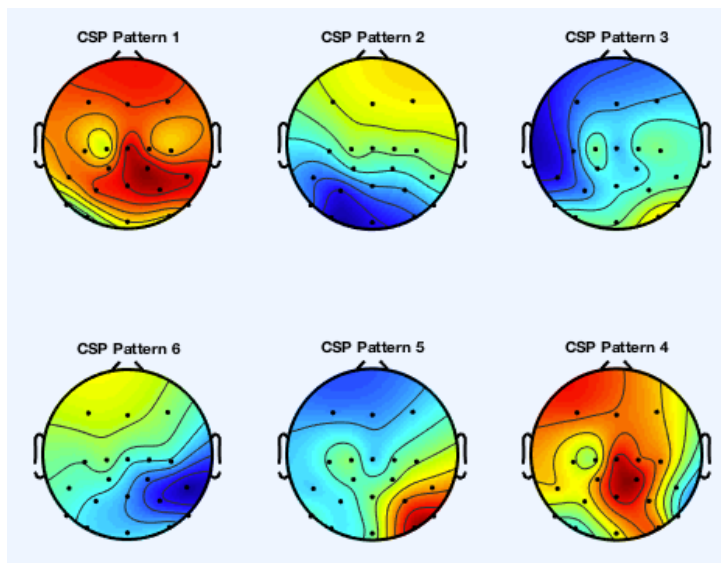 CSP Pattern 1
CSP Pattern 2
CSP Pattern 3
CSP Pattern 6
CSP Pattern 5
CSP Pattern 4